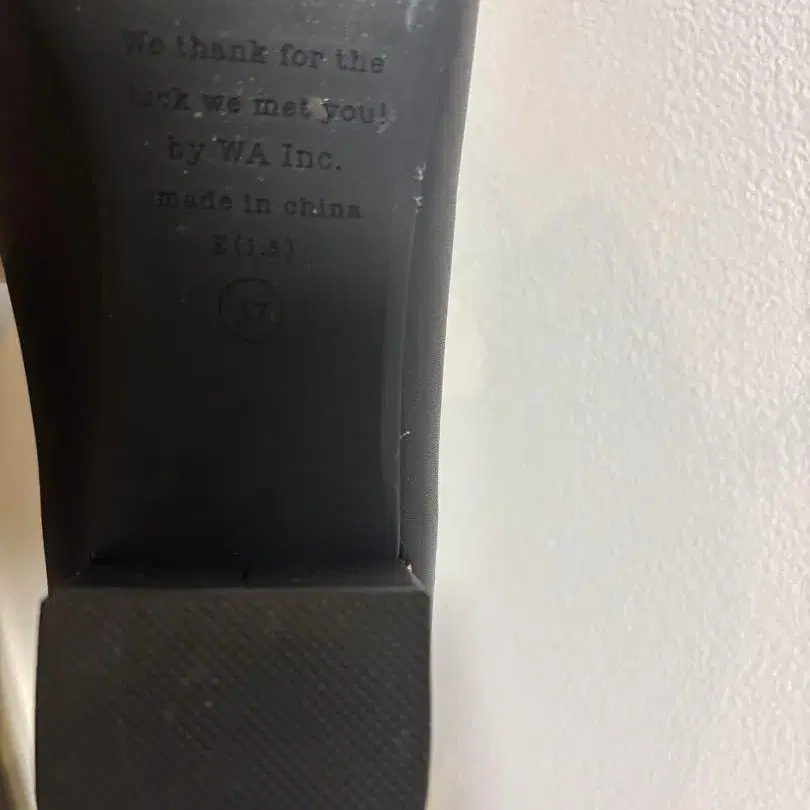 We thank for the
luck we met you!
by WA Inc.
made in china
E(1.5)
37